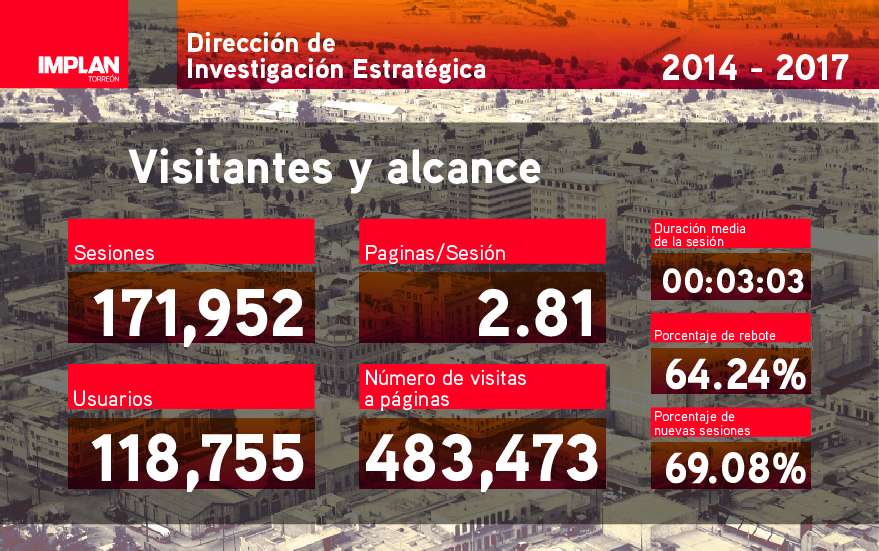 IMPLAN
TORREÓN
Dirección de
Investigación Estratégica
2014 - 2017
Visitantes y alcance
Sesiones
171,952
Paginas/Sesión
2.81
Duración media
de la sesión
00:03:03
Porcentaje de rebote
64.24%
Usuarios
118,755
Número de visitas
a páginas
483,473
Porcentaje de
nuevas sesiones
69.08%